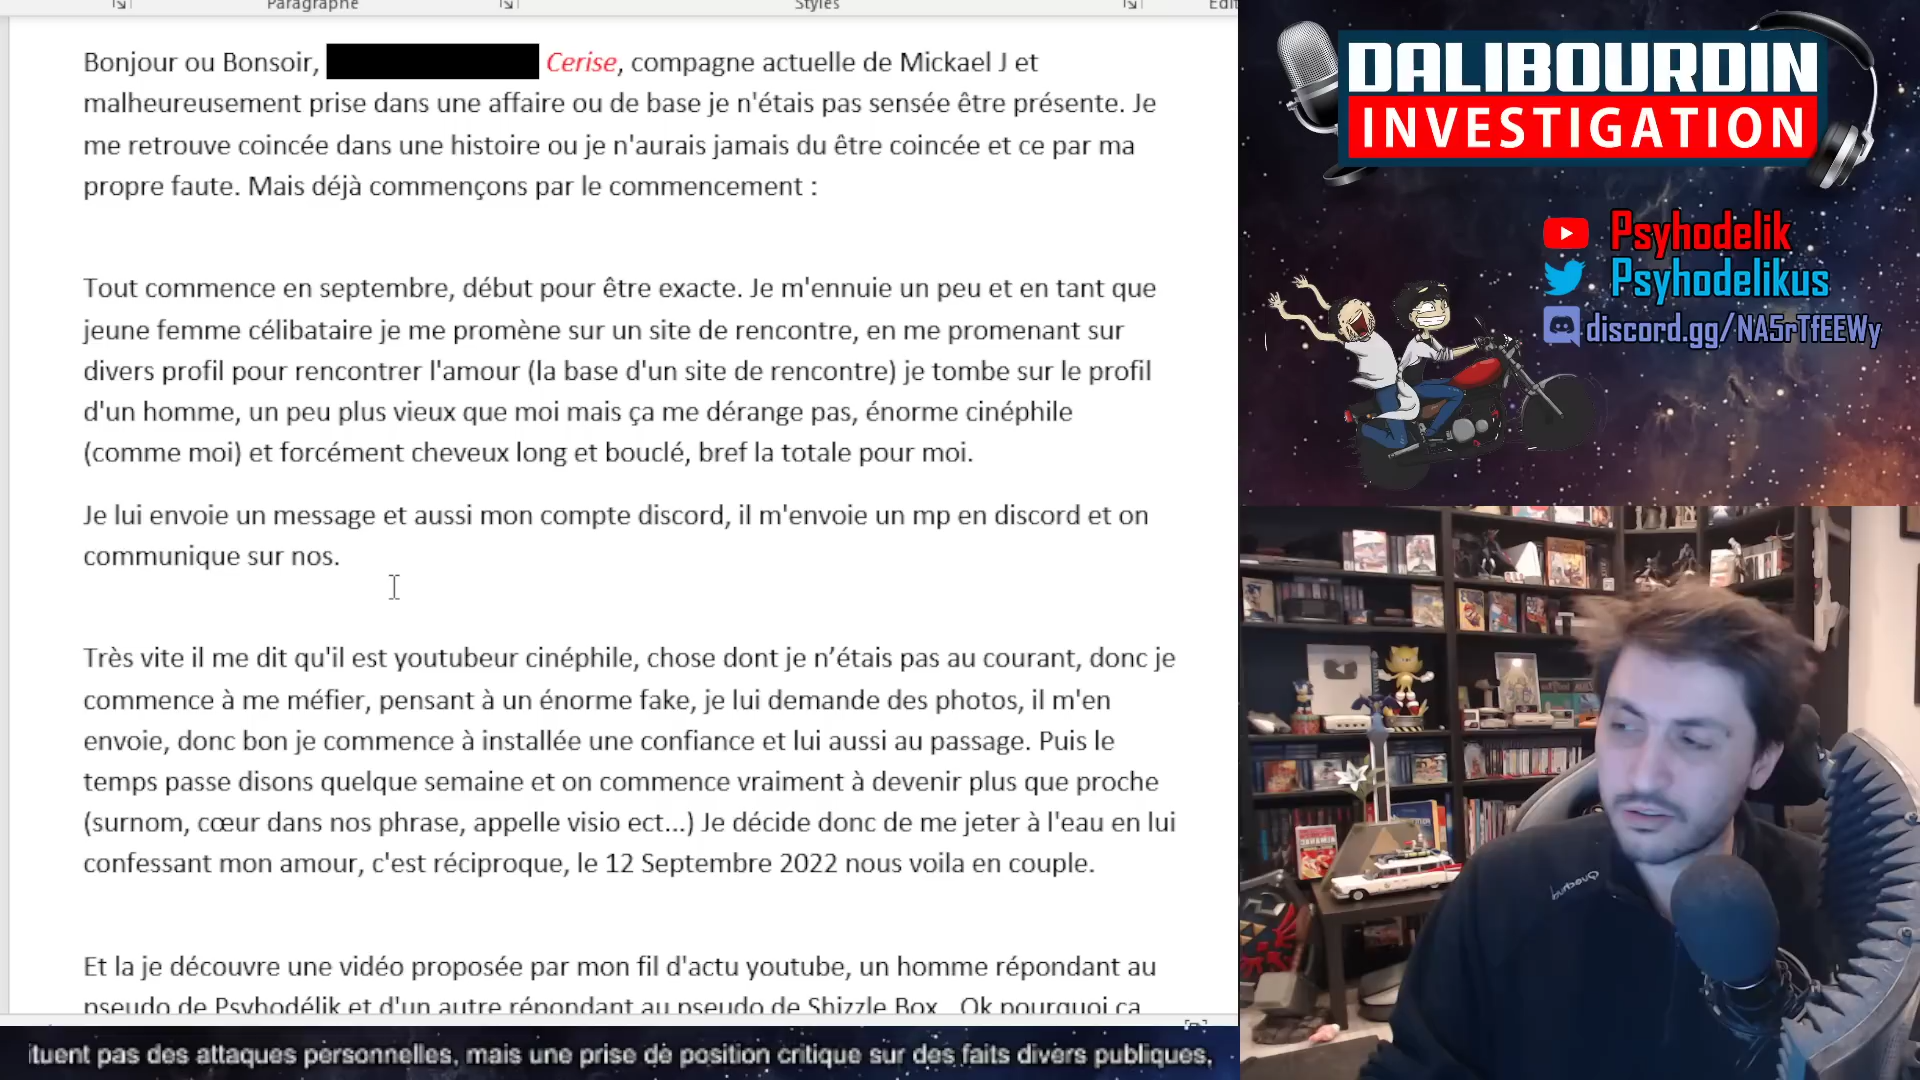 Paragraphe
Styles
Bonjour ou Bonsoir, Cerise, compagne actuelle de Mickael J et
malheureusement prise dans une affaire ou de base je n'étais pas sensée être présente. Je
me retrouve coincée dans une histoire ou je n'aurais jamais du être coincée et ce par ma
propre faute. Mais déjà commençons par le commencement :
Tout commence en septembre, début pour être exacte. Je m'ennuie un peu et en tant que
jeune femme célibataire je me promène sur un site de rencontre, en me promenant sur
divers profil pour rencontrer l'amour (la base d'un site de rencontre) je tombe sur le profil
d'un homme, un peu plus vieux que moi mais ça me dérange pas, énorme cinéphile
(comme moi) et forcément cheveux long et bouclé, bref la totale pour moi.
Je lui envoie un message et aussi mon compte discord, il m'envoie un mp en discord et on
communique sur nos.
Très vite il me dit qu'il est youtubeur cinéphile, chose dont je n’étais pas au courant, donc je
commence à me méfier, pensant à un énorme fake, je lui demande des photos, il m'en
envoie, donc bon je commence à installée une confiance et lui aussi au passage. Puis le
temps passe disons quelque semaine et on commence vraiment à devenir plus que proche
(surnom, cœur dans nos phrase, appelle visio ect...) Je décide donc de me jeter à l'eau en lui
confessant mon amour, c'est réciproque, le 12 Septembre 2022 nous voila en couple.
Et la je découvre une vidéo proposée par mon fil d'actu youtube, un homme répondant au
pseudo de Psyhodélik et d'un autre répondant au pseudo de Shizzle Box. Ok pourquoi ça
DALIBOURDIN
INVESTIGATION
Psyhodelik
Psyhodelikus
discord.gg/NA5rTfEEWy
tuent pas des attaques personnelles, mais une prise de position critique sur des faits divers publiques,